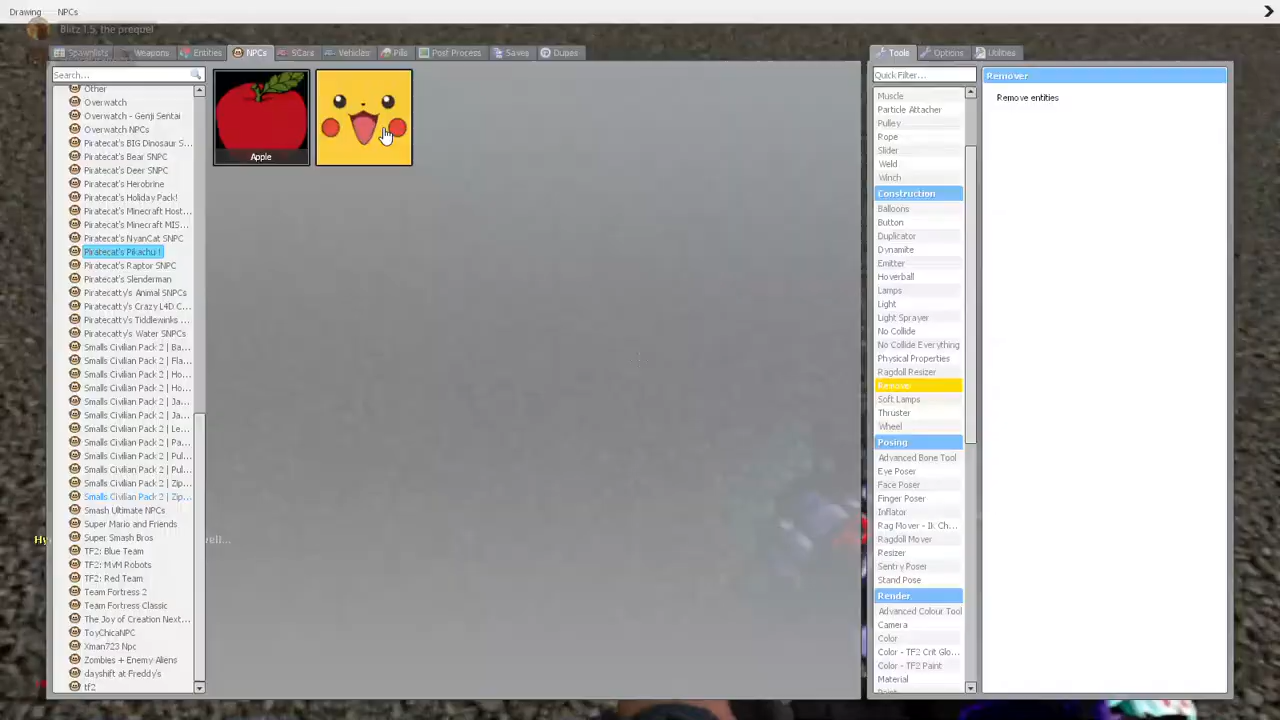 Drawing NPCs
Blitz 1.5, the prequel
Spawnlists Weapons Entities NPCs SCars Vehicles Pills Post Process Saves Dupes
Search...
Other
Overwatch
Overwatch - Genji Sentai
Overwatch NPCs
Piratecat's BIG Dinosaur S...
Piratecat's Bear SNPC
Piratecat's Deer SNPC
Piratecat's Herobrine
Piratecat's Holiday Pack!
Piratecat's Minecraft Host...
Piratecat's Minecraft MIS...
Piratecat's NyanCat SNPC
Piratecat's Pikachu!!
Piratecat's Raptor SNPC
Piratecat's Slenderman
Piratecatty's Animal SNPCs
Piratecatty's Crazy L4D C...
Piratecatty's Tiddlewinks ...
Piratecatty's Water SNPCs
Smalls Civilian Pack 2 | Ba...
Smalls Civilian Pack 2 | Fla...
Smalls Civilian Pack 2 | Ho...
Smalls Civilian Pack 2 | Ho...
Smalls Civilian Pack 2 | Ja...
Smalls Civilian Pack 2 | Ja...
Smalls Civilian Pack 2 | Le...
Smalls Civilian Pack 2 | Pa...
Smalls Civilian Pack 2 | Pul...
Smalls Civilian Pack 2 | Pul...
Smalls Civilian Pack 2 | Zip...
Smalls Civilian Pack 2 | Zip...
Smash Ultimate NPCs
Super Mario and Friends
Super Smash Bros
TF2: Blue Team
TF2: MvM Robots
TF2: Red Team
Team Fortress 2
Team Fortress Classic
The Joy of Creation Next...
ToyChicaNPC
Xman723 Npc
Zombies + Enemy Aliens
dayshift at Freddy's
tf2
Apple
Hy
ell...
Tools Options Utilities
Quick Filter...
Muscle
Particle Attacher
Pulley
Rope
Slider
Weld
Winch
Construction
Balloons
Button
Duplicator
Dynamite
Emitter
Hoverball
Lamps
Light
Light Sprayer
No Collide
No Collide Everything
Physical Properties
Ragdoll Resizer
Remover
Soft Lamps
Thruster
Wheel
Posing
Advanced Bone Tool
Eye Poser
Face Poser
Finger Poser
Inflator
Rag Mover - Ik Ch...
Ragdoll Mover
Resizer
Sentry Poser
Stand Pose
Render
Advanced Colour Tool
Camera
Color
Color - TF2 Crit Glo...
Color - TF2 Paint
Material
Paint
Remover
Remove entities